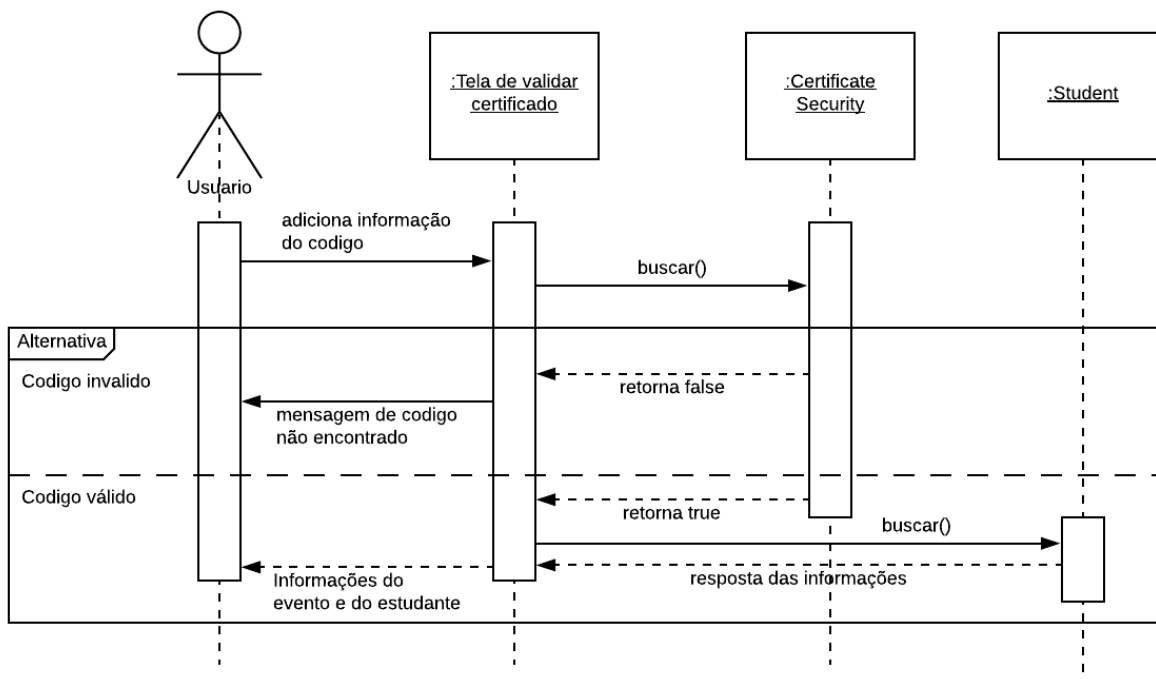 :Tela de validar
certificado
:Certificate
Security
:Student
Usuario
adiciona informação
do codigo
buscar()
Alternativa
Codigo invalido
retorna false
mensagem de codigo
não encontrado
Codigo válido
retorna true
buscar()
resposta das informações
Informações do
evento e do estudante